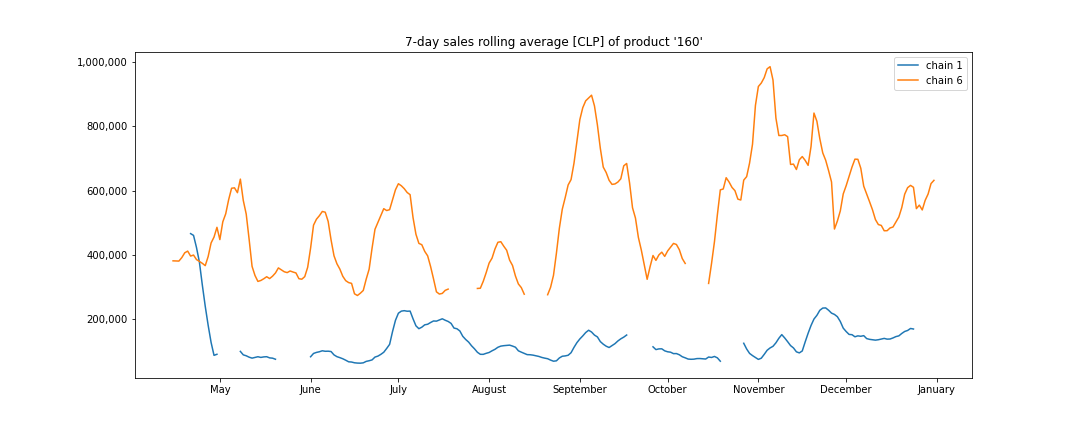 7-day sales rolling average [CLP] of product '160'
1,000,000
800,000
600,000
400,000
200,000
chain 1
chain 6
May June July August September October November December January